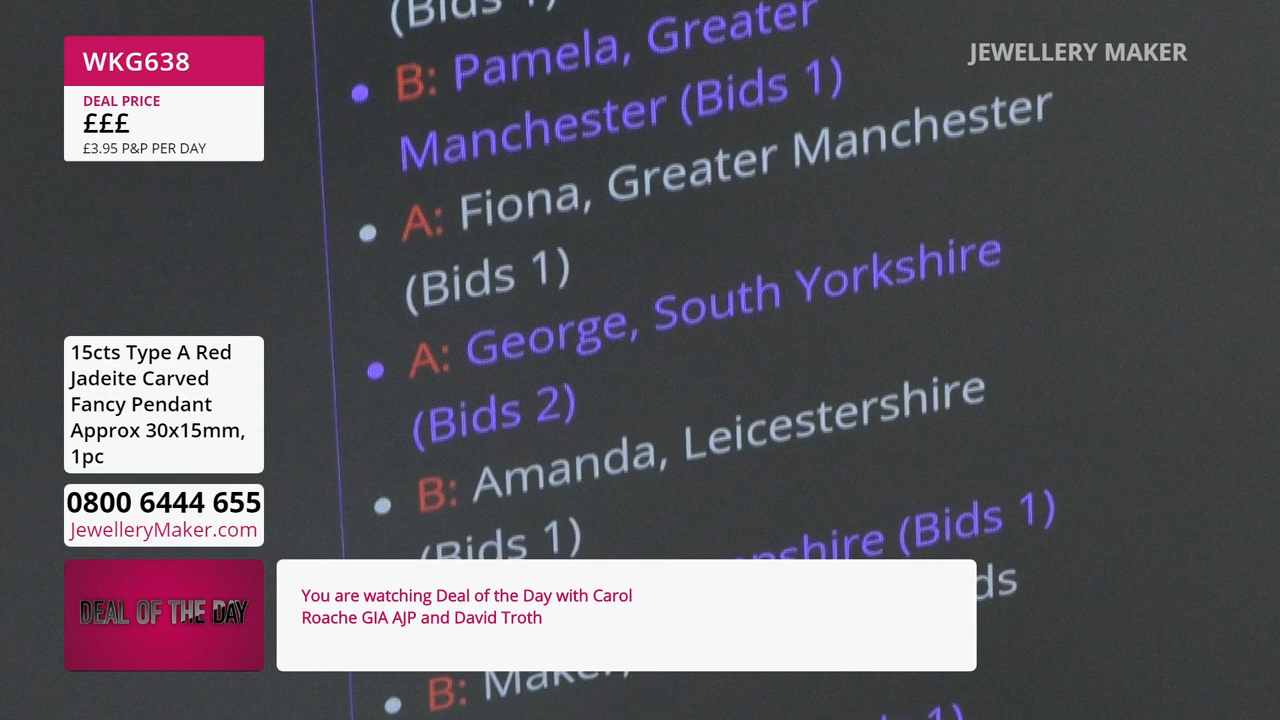 WKG638
DEAL PRICE
£££
£3.95 P&P PER DAY
JEWELLERY MAKER
(Bids 1)
B: Pamela, Greater
Manchester (Bids 1)
A: Fiona, Greater Manchester
(Bids 1)
A: George, South Yorkshire
(Bids 2)
B: Amanda, Leicestershire
(Bids 1)
(Bids 1)
B:
15cts Type A Red
Jadeite Carved
Fancy Pendant
Approx 30x15mm,
1pc
0800 6444 655
JewelleryMaker.com
DEAL OF THE DAY
You are watching Deal of the Day with Carol
Roache GIA AJP and David Troth